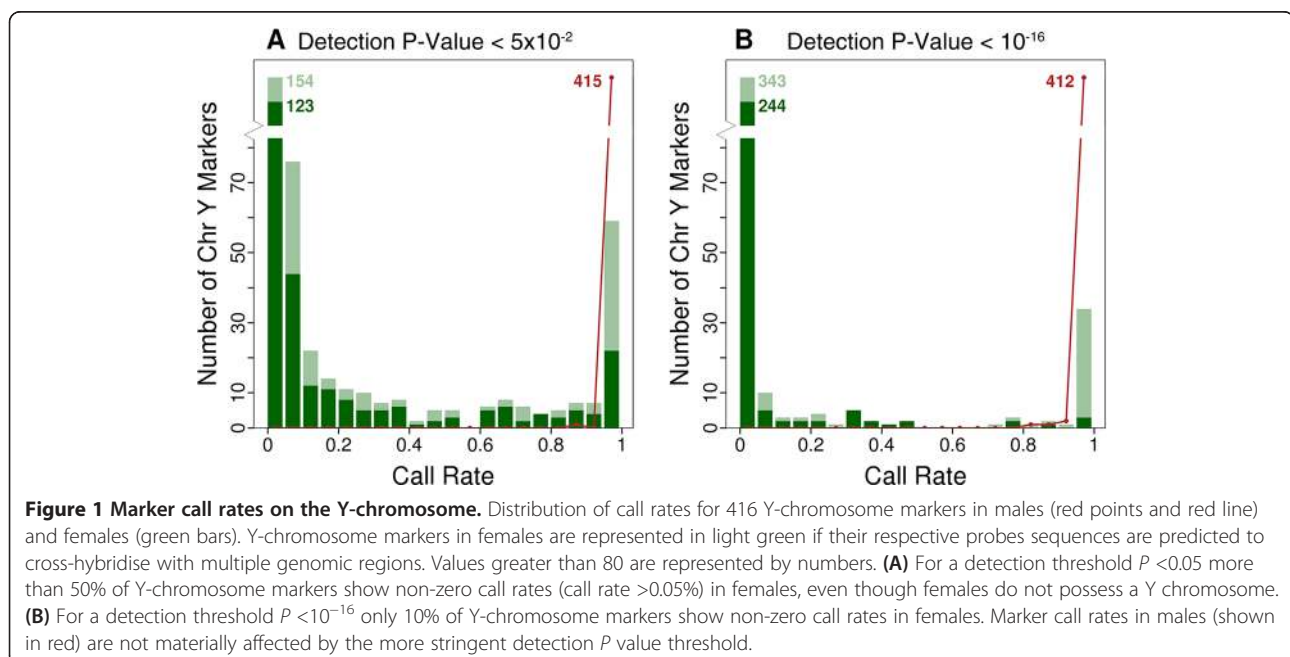 A Detection P-Value < 5x10-2
B Detection P-Value < 10-16
Number of Chr Y Markers
70
50
30
10
0
154
123
415
0 0.2 0.4 0.6 0.8 1
Call Rate
Number of Chr Y Markers
70
50
30
10
0
343
244
412
0 0.2 0.4 0.6 0.8 1
Call Rate
Figure 1 Marker call rates on the Y-chromosome. Distribution of call rates for 416 Y-chromosome markers in males (red points and red line)
and females (green bars). Y-chromosome markers in females are represented in light green if their respective probes sequences are predicted to
cross-hybridise with multiple genomic regions. Values greater than 80 are represented by numbers. (A) For a detection threshold P <0.05 more
than 50% of Y-chromosome markers show non-zero call rates (call rate >0.05%) in females, even though females do not possess a Y chromosome.
(B) For a detection threshold P <10−16 only 10% of Y-chromosome markers show non-zero call rates in females. Marker call rates in males (shown
in red) are not materially affected by the more stringent detection P value threshold.